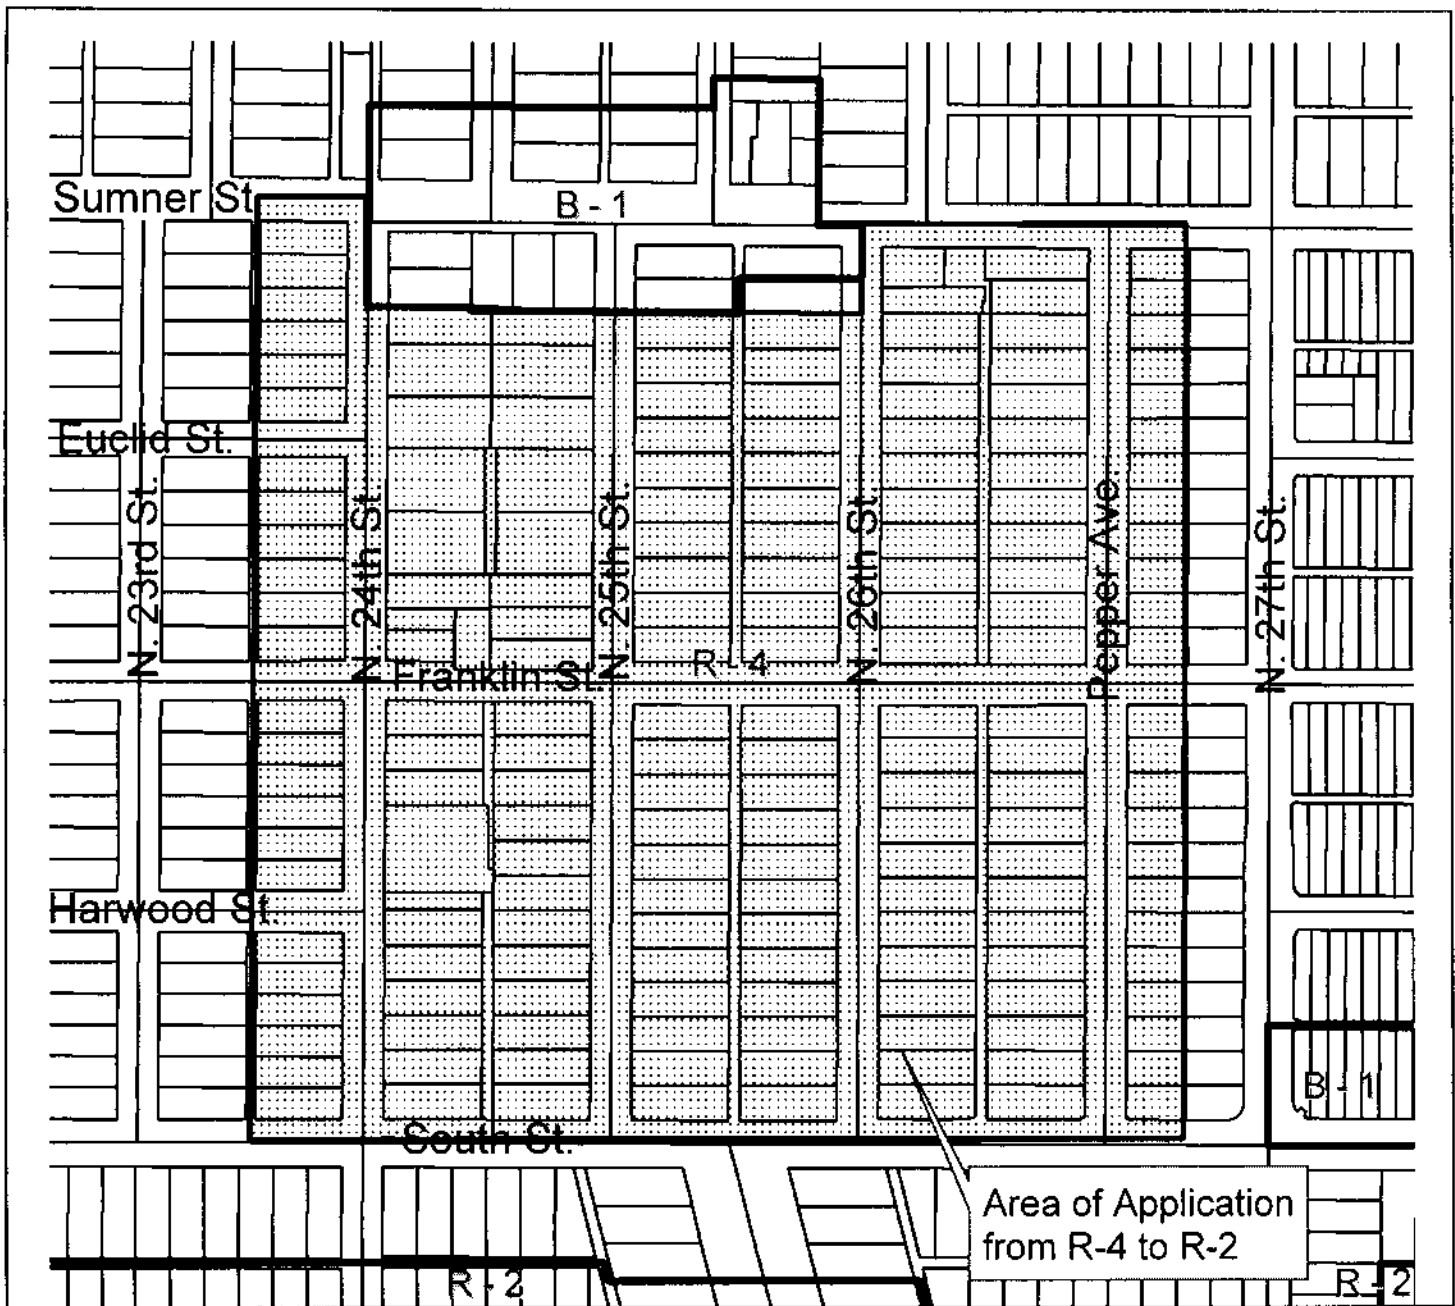 Sumner St
B - 1
Euclid St.
N. 23rd St.
N. 24th St.
N. 25th St.
N. 26th St.
Pepper Ave.
N. 27th St.
R - 4
Franklin St.
Harwood St.
B - 1
South St.
Area of Application
from R-4 to R-2
R - 2
R - 2